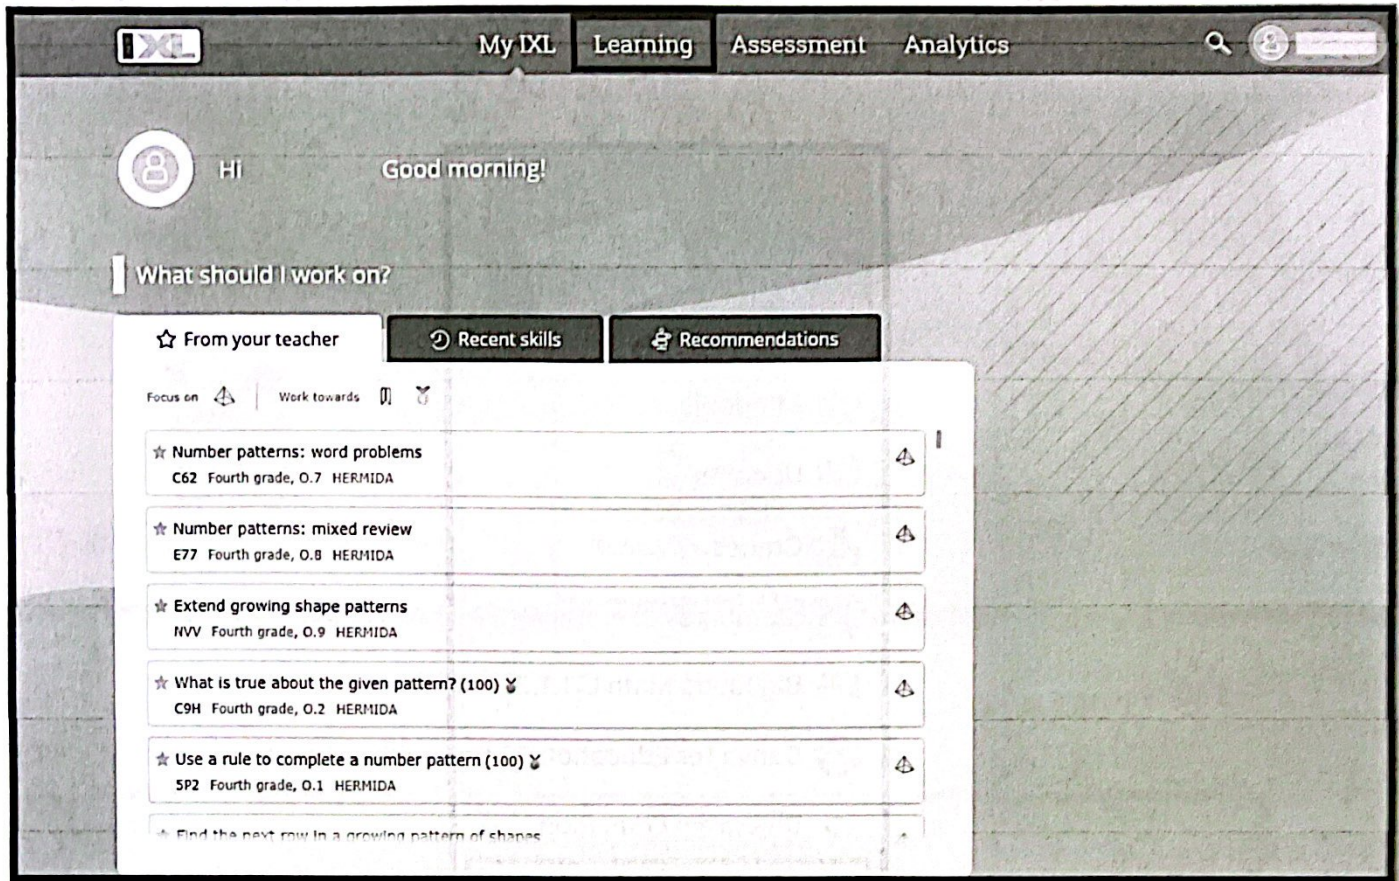 IXL
My IXL Learning Assessment Analytics
Hi Good morning!
What should I work on?
From your teacher Recent skills Recommendations
Focus on Work towards
Number patterns: word problems
C62 Fourth grade, O.7 HERMIDA
Number patterns: mixed review
E77 Fourth grade, O.8 HERMIDA
Extend growing shape patterns
NVV Fourth grade, O.9 HERMIDA
What is true about the given pattern? (100)
C9H Fourth grade, O.2 HERMIDA
Use a rule to complete a number pattern (100)
5P2 Fourth grade, O.1 HERMIDA
Find the next row in a growing pattern of shapes